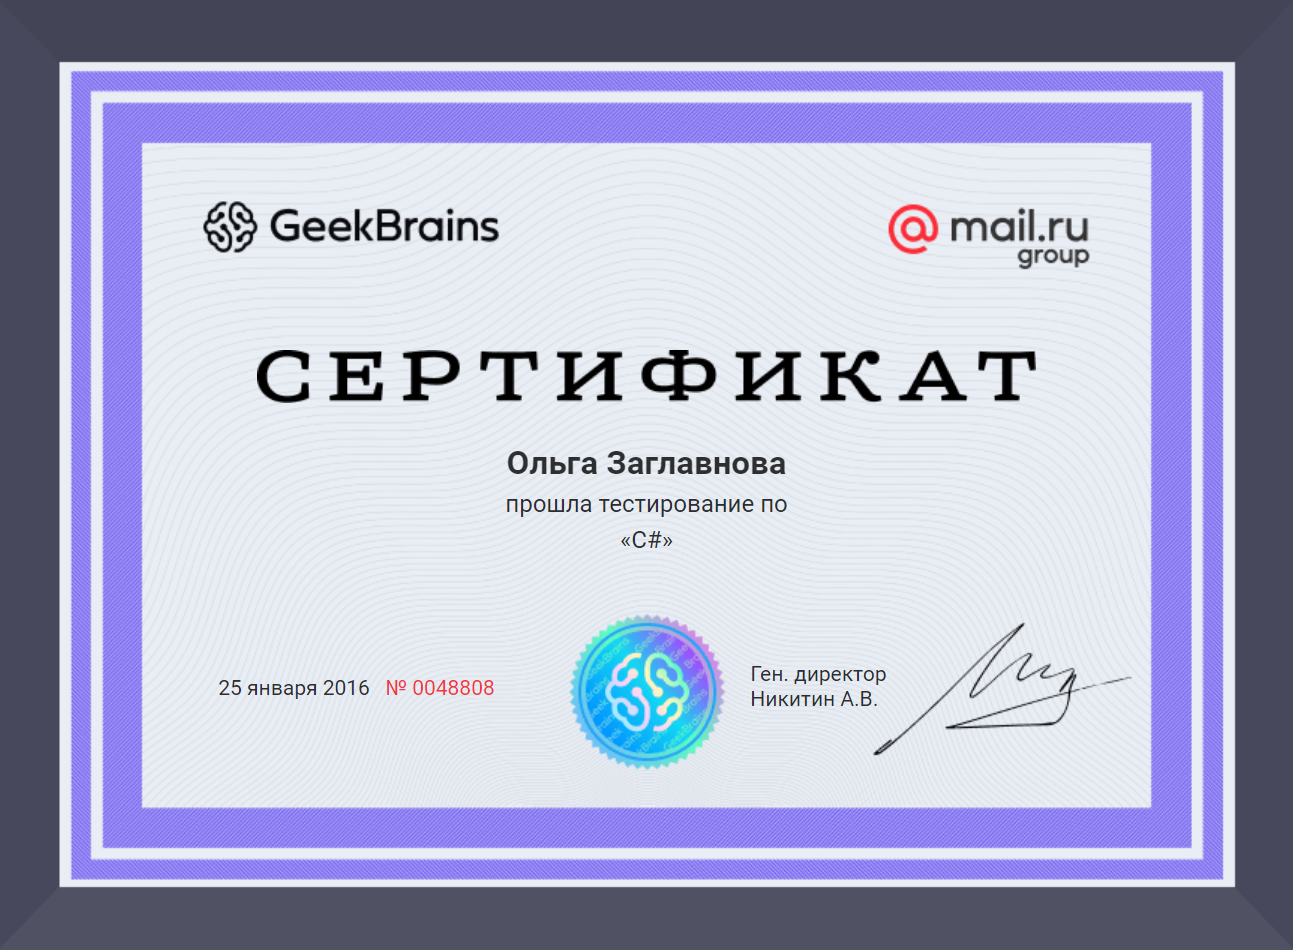 GeekBrains
@mail.ru
group
СЕРТИФИКАТ
Ольга Заглавнова
прошла тестирование по
«C#»
25 января 2016 № 0048808
Ген. директор
Никитин А.В.